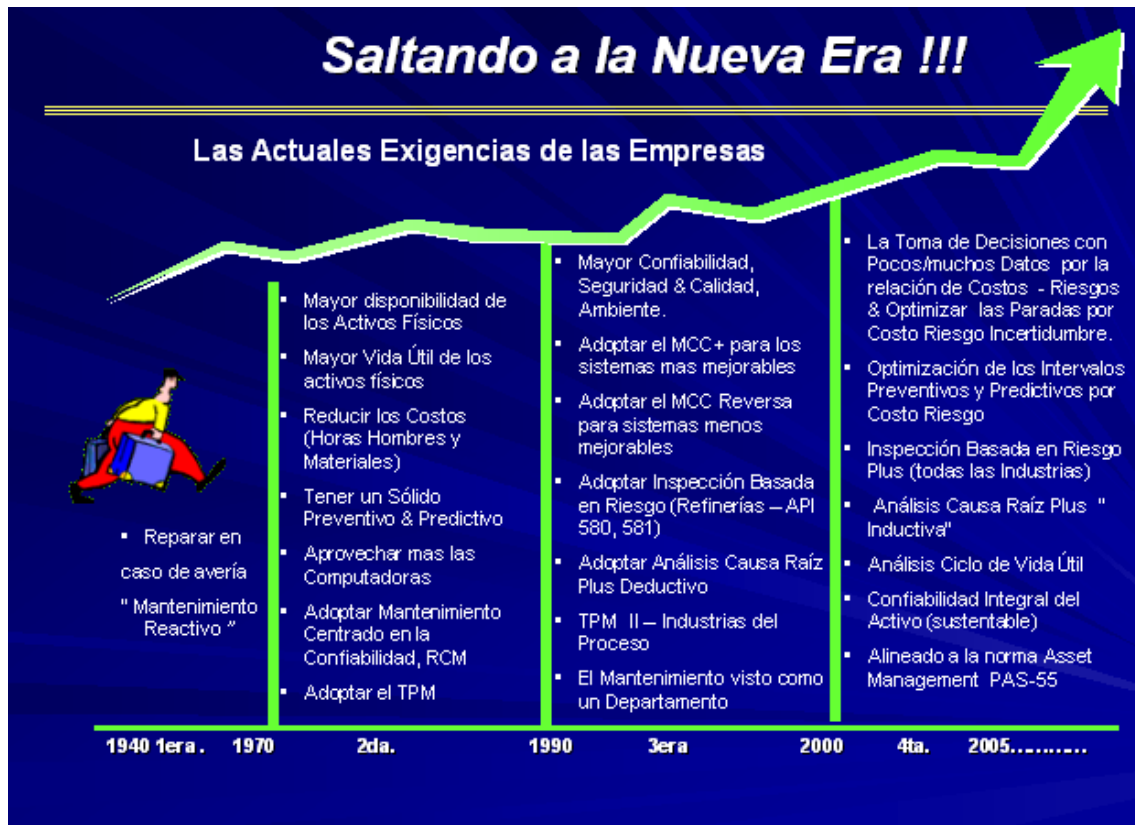 Saltando a la Nueva Era !!!
Las Actuales Exigencias de las Empresas
▪ Reparar en
caso de avería
" Mantenimiento
Reactivo "
▪ Mayor disponibilidad de
los Activos Físicos
▪ Mayor Vida Útil de los
activos físicos
▪ Reducir los Costos
(Horas Hombres y
Materiales)
▪ Tener un Sólido
Preventivo & Predictivo
▪ Aprovechar mas las
Computadoras
▪ Adoptar Mantenimiento
Centrado en la
Confiabilidad, RCM
▪ Adoptar el TPM
▪ Mayor Confiabilidad,
Seguridad & Calidad,
Ambiente.
▪ Adoptar el MCC+ para los
sistemas mas mejorables
▪ Adoptar el MCC Reversa
para sistemas menos
mejorables
▪ Adoptar Inspección Basada
en Riesgo (Refinerías – API
580, 581)
▪ Adoptar Análisis Causa Raíz
Plus Deductivo
▪ TPM II – Industrias del
Proceso
▪ El Mantenimiento visto como
un Departamento
▪ La Toma de Decisiones con
Pocos/muchos Datos por la
relación de Costos - Riesgos
& Optimizar las Paradas por
Costo Riesgo Incertidumbre.
▪ Optimización de los Intervalos
Preventivos y Predictivos por
Costo Riesgo
▪ Inspección Basada en Riesgo
Plus (todas las Industrias)
▪ Análisis Causa Raíz Plus "
Inductiva"
▪ Análisis Ciclo de Vida Útil
▪ Confiabilidad Integral del
Activo (sustentable)
▪ Alineado a la norma Asset
Management PAS-55
1940 1era . 1970 2da. 1990 3era 2000 4ta. 2005............